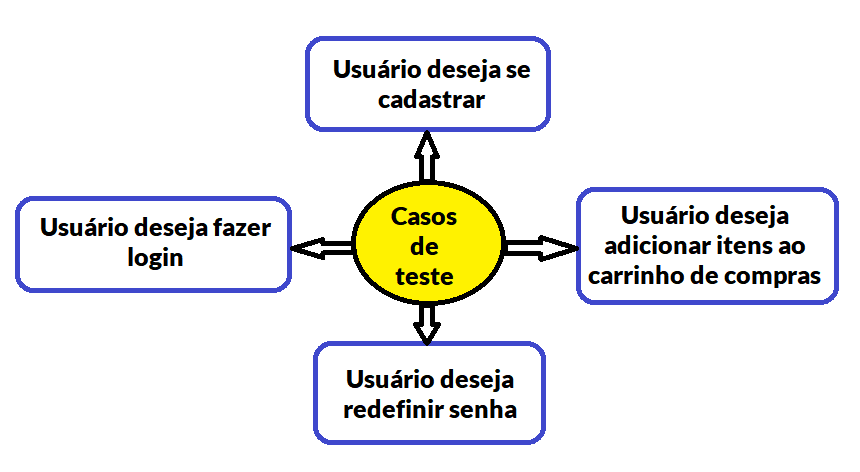 Usuário deseja se
cadastrar
Usuário deseja fazer
login
Casos
de
teste
Usuário deseja
adicionar itens ao
carrinho de compras
Usuário deseja
redefinir senha